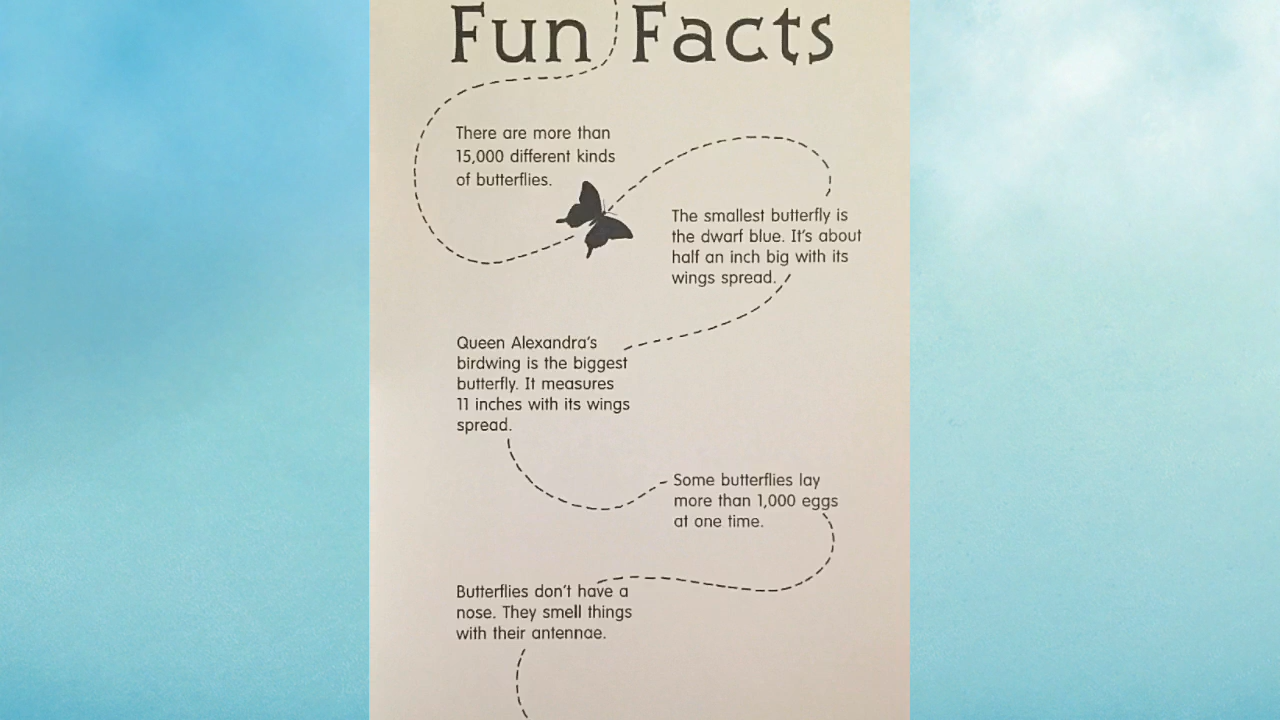 Fun Facts
There are more than
15,000 different kinds
of butterflies.
The smallest butterfly is
the dwarf blue. It's about
half an inch big with its
wings spread.
Queen Alexandra's
birdwing is the biggest
butterfly. It measures
11 inches with its wings
spread.
Some butterflies lay
more than 1,000 eggs
at one time.
Butterflies don't have a
nose. They smell things
with their antennae.